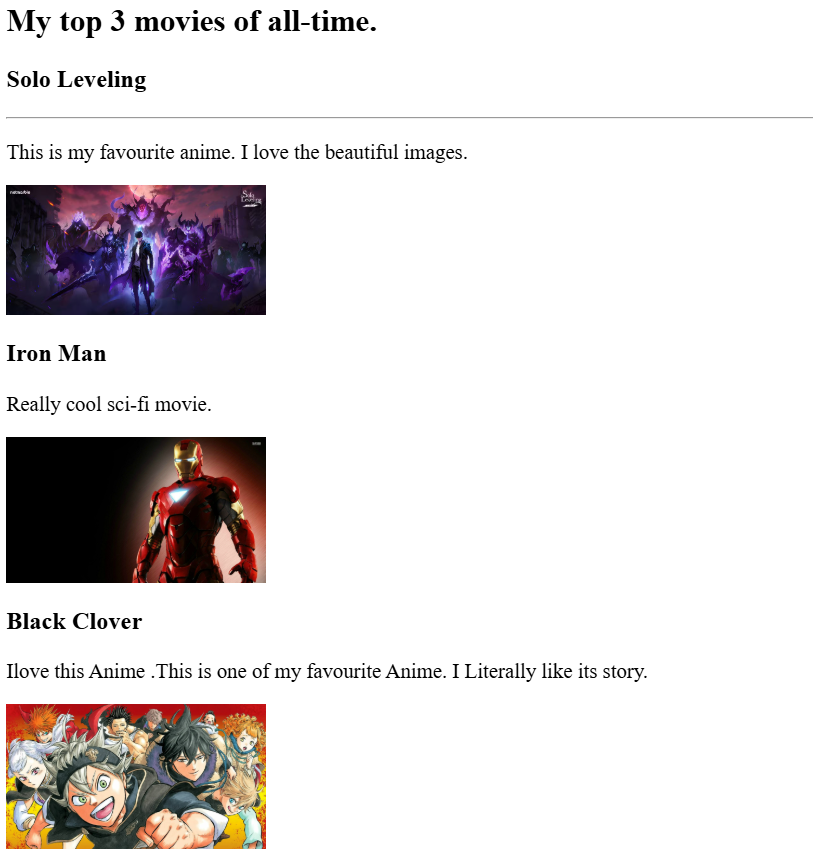 My top 3 movies of all-time.
Solo Leveling
This is my favourite anime. I love the beautiful images.
Solo
Leveling
Iron Man
Really cool sci-fi movie.
Black Clover
Ilove this Anime .This is one of my favourite Anime. I Literally like its story.